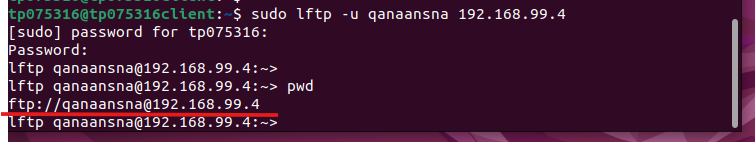 tp075316@tp075316client:~$ sudo lftp -u qanaansna 192.168.99.4
[sudo] password for tp075316:
Password:
lftp qanaansna@192.168.99.4:~>
lftp qanaansna@192.168.99.4:~> pwd
ftp://qanaansna@192.168.99.4
lftp qanaansna@192.168.99.4:~>